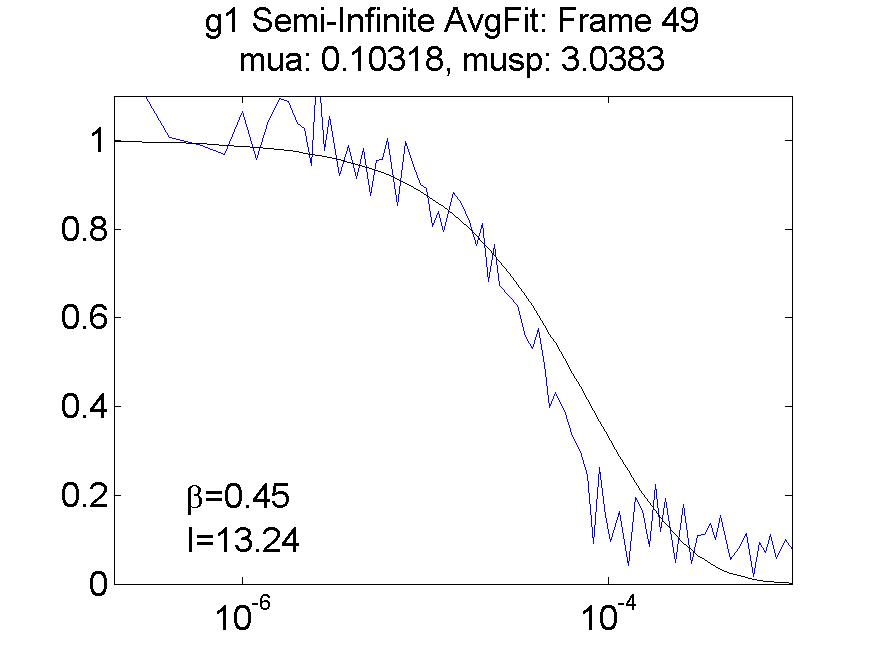 g1 Semi-Infinite AvgFit: Frame 49
mua: 0.10318, musp: 3.0383
1
0.8
0.6
0.4
0.2
0
β=0.45
I=13.24
10^-6 10^-4